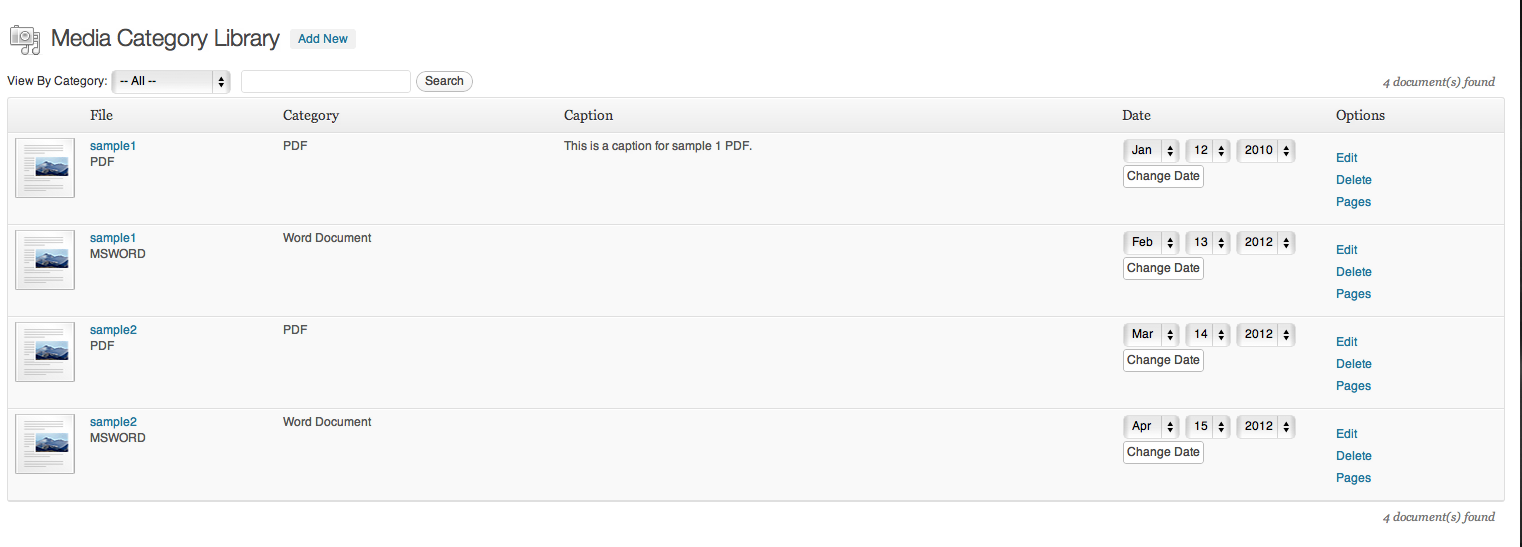 Media Category Library Add New
View By Category: -- All -- Search 4 document(s) found
File Category Caption Date Options
sample1 PDF This is a caption for sample 1 PDF. Jan 12 2010 Edit
PDF Change Date Delete
Pages
sample1 Word Document Feb 13 2012 Edit
MSWORD Change Date Delete
Pages
sample2 PDF Mar 14 2012 Edit
PDF Change Date Delete
Pages
sample2 Word Document Apr 15 2012 Edit
MSWORD Change Date Delete
Pages
4 document(s) found